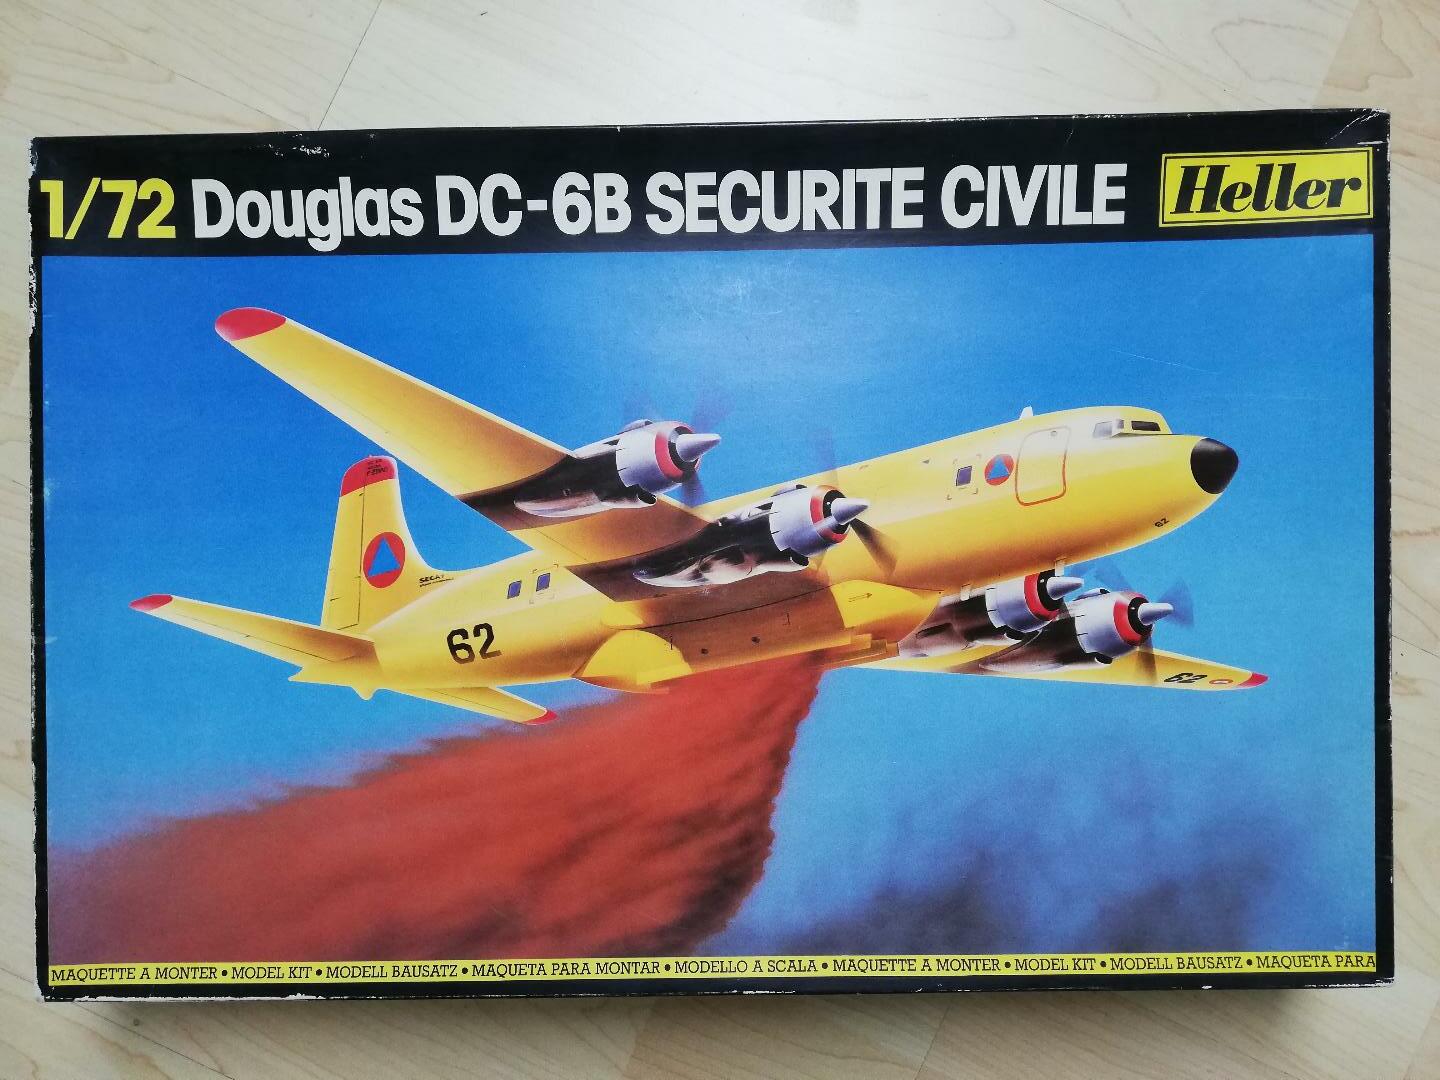 1/72 Douglas DC-6B SECURITE CIVILE Heller
62
62
62
MAQUETTE A MONTER • MODEL KIT • MODELL BAUSATZ • MAQUETA PARA MONTAR • MODELLO A SCALA • MAQUETTE A MONTER • MODEL KIT • MODELL BAUSATZ • MAQUETA PARA